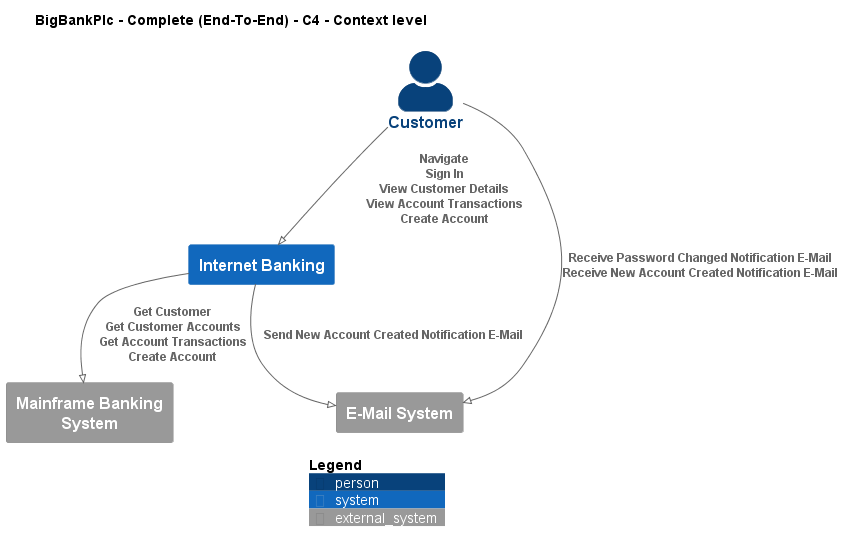 BigBankPlc - Complete (End-To-End) - C4 - Context level
Customer
Navigate
Sign In
View Customer Details
View Account Transactions
Create Account
Receive Password Changed Notification E-Mail
Receive New Account Created Notification E-Mail
Internet Banking
Get Customer
Get Customer Accounts
Get Account Transactions
Create Account
Send New Account Created Notification E-Mail
Mainframe Banking
System
E-Mail System
Legend
person
system
external_system